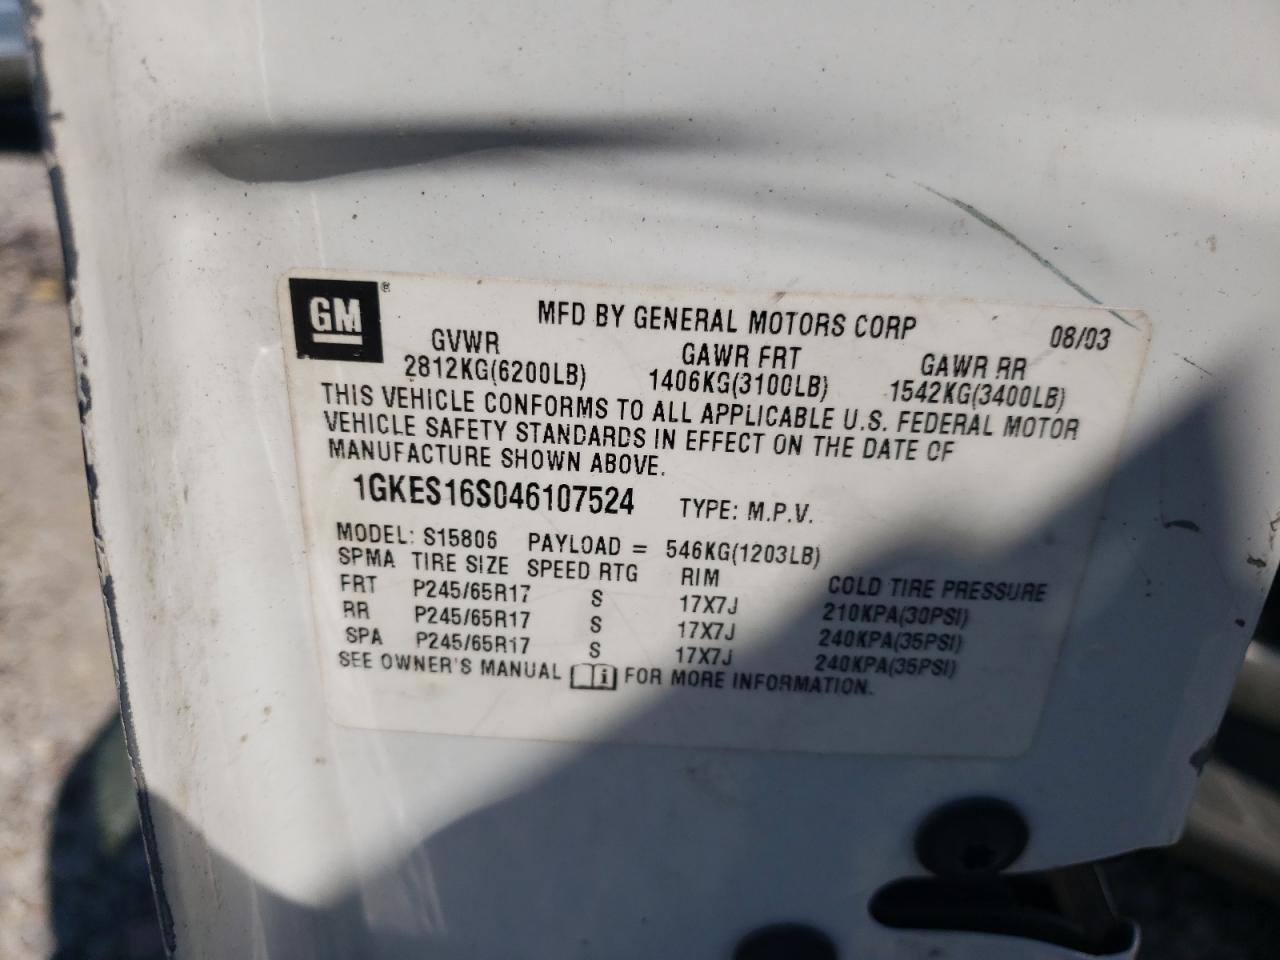 GM ®
MFD BY GENERAL MOTORS CORP 08/03
GVWR GAWR FRT GAWR RR
2812KG(6200LB) 1406KG(3100LB) 1542KG(3400LB)
THIS VEHICLE CONFORMS TO ALL APPLICABLE U.S. FEDERAL MOTOR
VEHICLE SAFETY STANDARDS IN EFFECT ON THE DATE OF
MANUFACTURE SHOWN ABOVE.
1GKES16S046107524 TYPE: M.P.V.
MODEL: S15806 PAYLOAD = 546KG(1203LB)
SPMA TIRE SIZE SPEED RTG RIM COLD TIRE PRESSURE
FRT P245/65R17 S 17X7J 210KPA(30PSI)
RR P245/65R17 S 17X7J 240KPA(35PSI)
SPA P245/65R17 S 17X7J 240KPA(35PSI)
SEE OWNER'S MANUAL i FOR MORE INFORMATION.